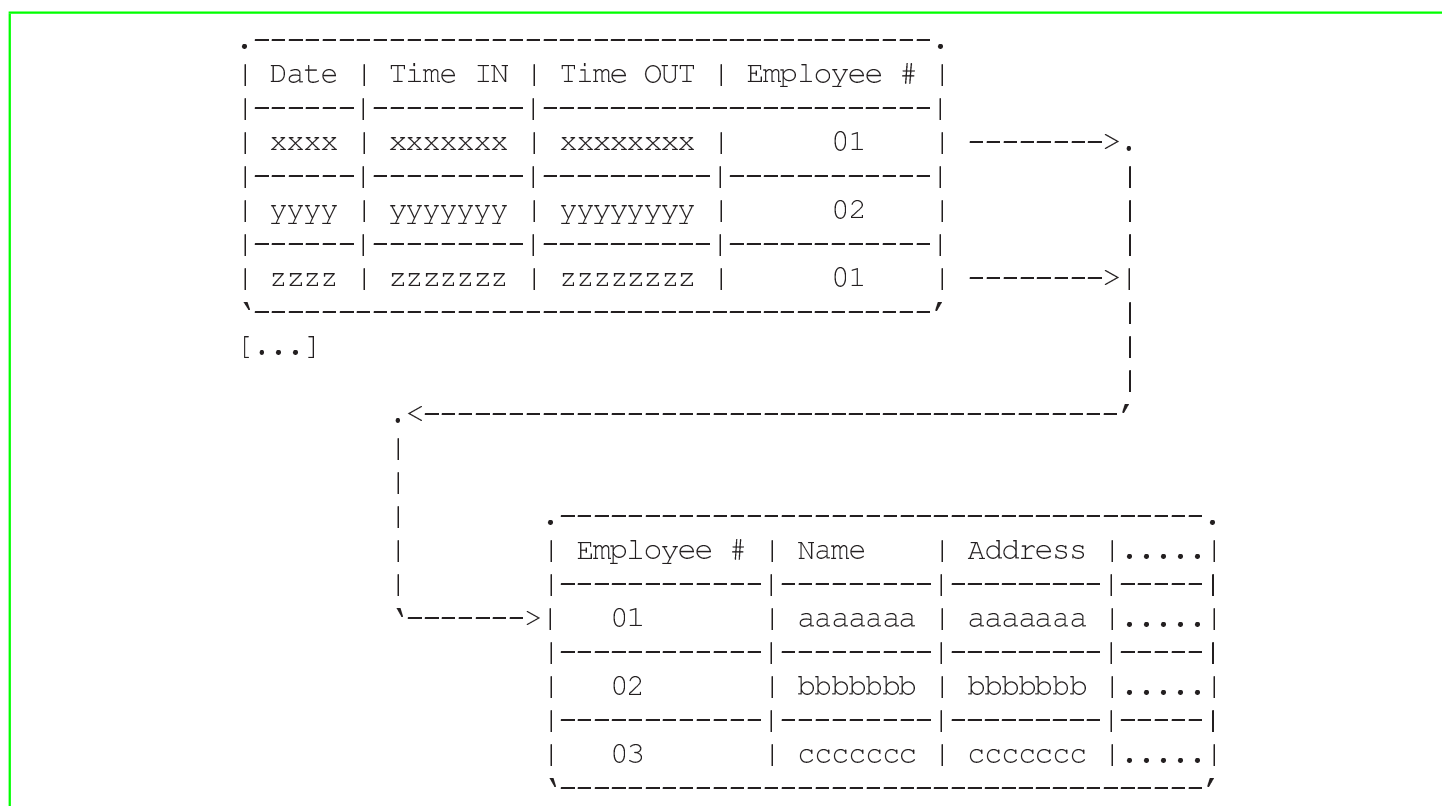 .----------------------------------------.
| Date | Time IN | Time OUT | Employee # |
|------|---------|-----------------------|
| xxxx | xxxxxxx | xxxxxxxx |      01    | -------->.
|------|---------|----------|------------|          |
| yyyy | yyyyyyy | yyyyyyyy |      02    |          |
|------|---------|----------|------------|          |
| zzzz | zzzzzzz | zzzzzzzz |      01    | -------->|
`----------------------------------------'          |
[...]                                               |
                                                    |
         .<-----------------------------------------'
         |
         |
         |        .--------------------------------------.
         |        | Employee # | Name    | Address |.....|
         |        |------------|---------|---------|-----|
         `------->|   01       | aaaaaaa | aaaaaaa |.....|
                  |------------|---------|---------|-----|
                  |   02       | bbbbbbb | bbbbbbb |.....|
                  |------------|---------|---------|-----|
                  |   03       | ccccccc | ccccccc |.....|
                  `--------------------------------------'